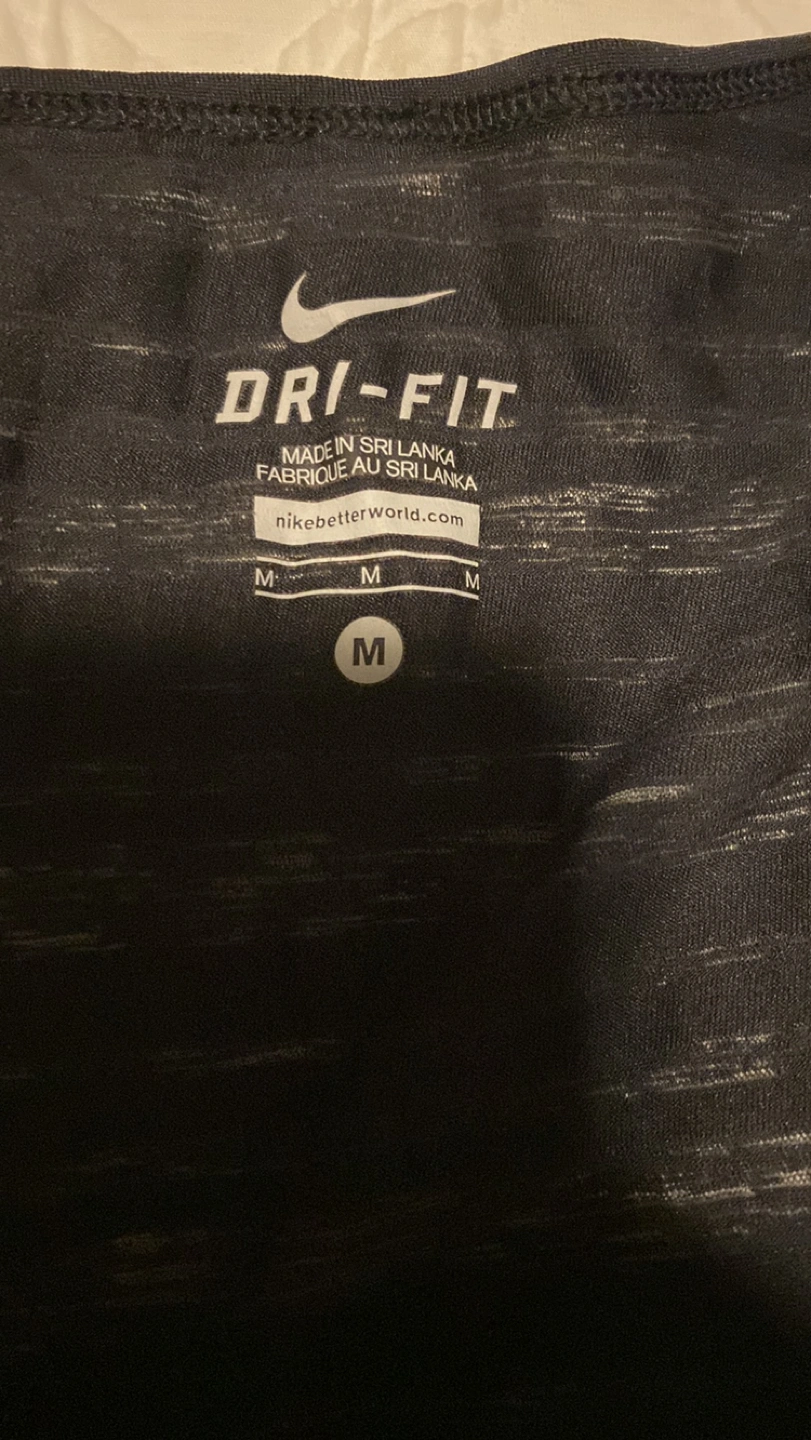 DRI-FIT
MADE IN SRI LANKA
FABRIQUE AU SRI LANKA
nikebetterworld.com
M M M
M